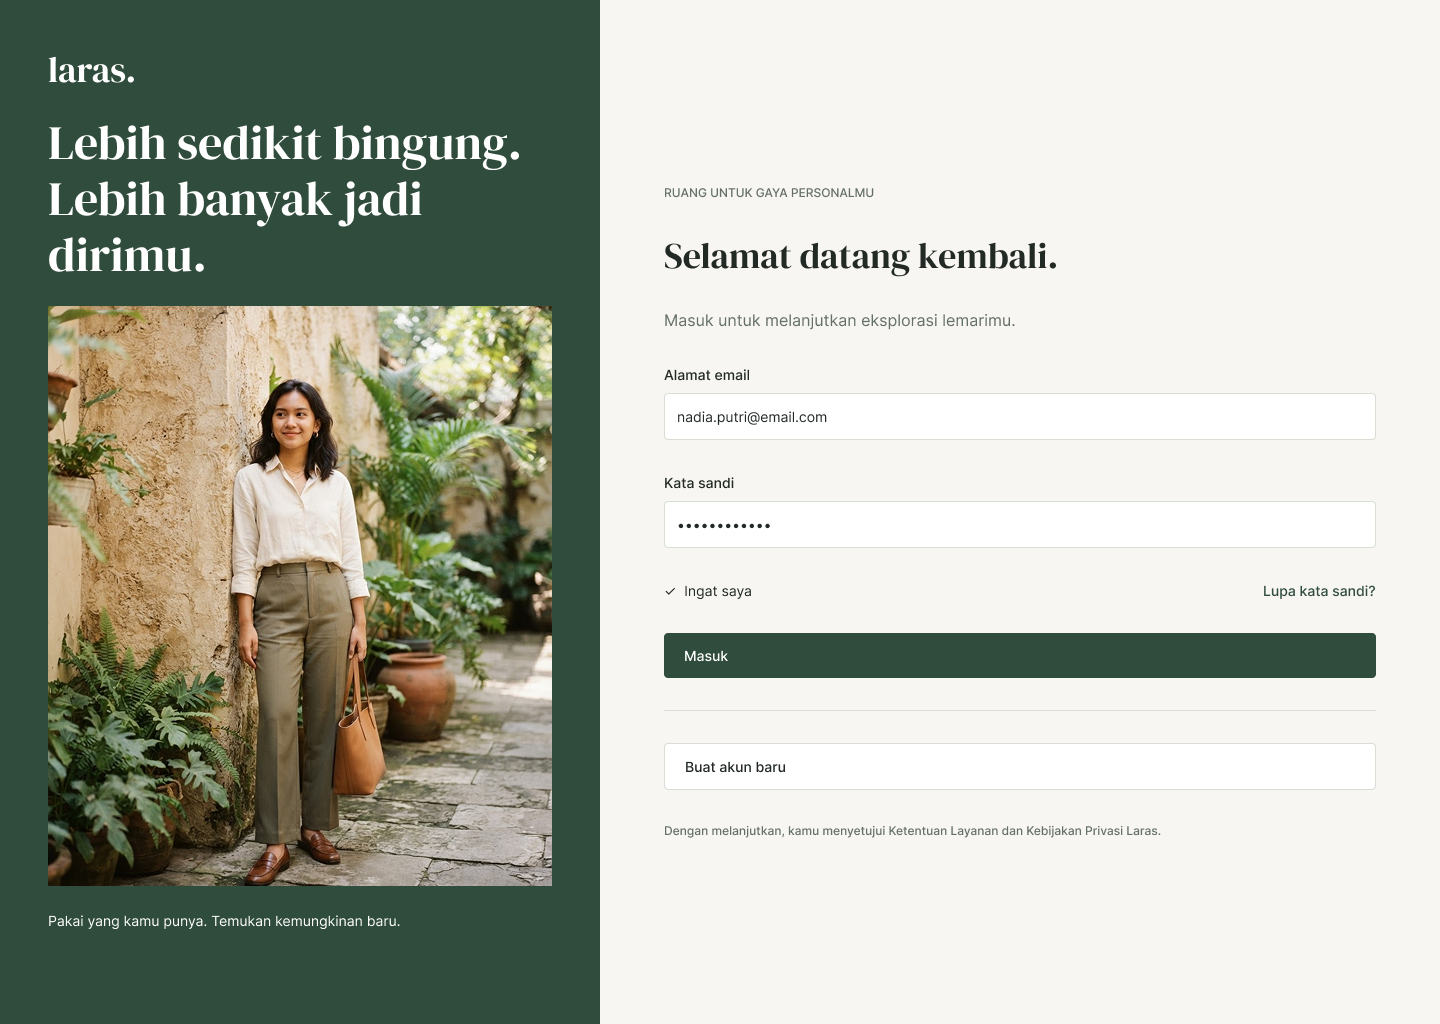 laras.
Lebih sedikit bingung.
Lebih banyak jadi
dirimu.
Pakai yang kamu punya. Temukan kemungkinan baru.
RUANG UNTUK GAYA PERSONALMU
Selamat datang kembali.
Masuk untuk melanjutkan eksplorasi lemarimu.
Alamat email
nadia.putri@email.com
Kata sandi
••••••••••••
✓ Ingat saya
Lupa kata sandi?
Masuk
Buat akun baru
Dengan melanjutkan, kamu menyetujui Ketentuan Layanan dan Kebijakan Privasi Laras.